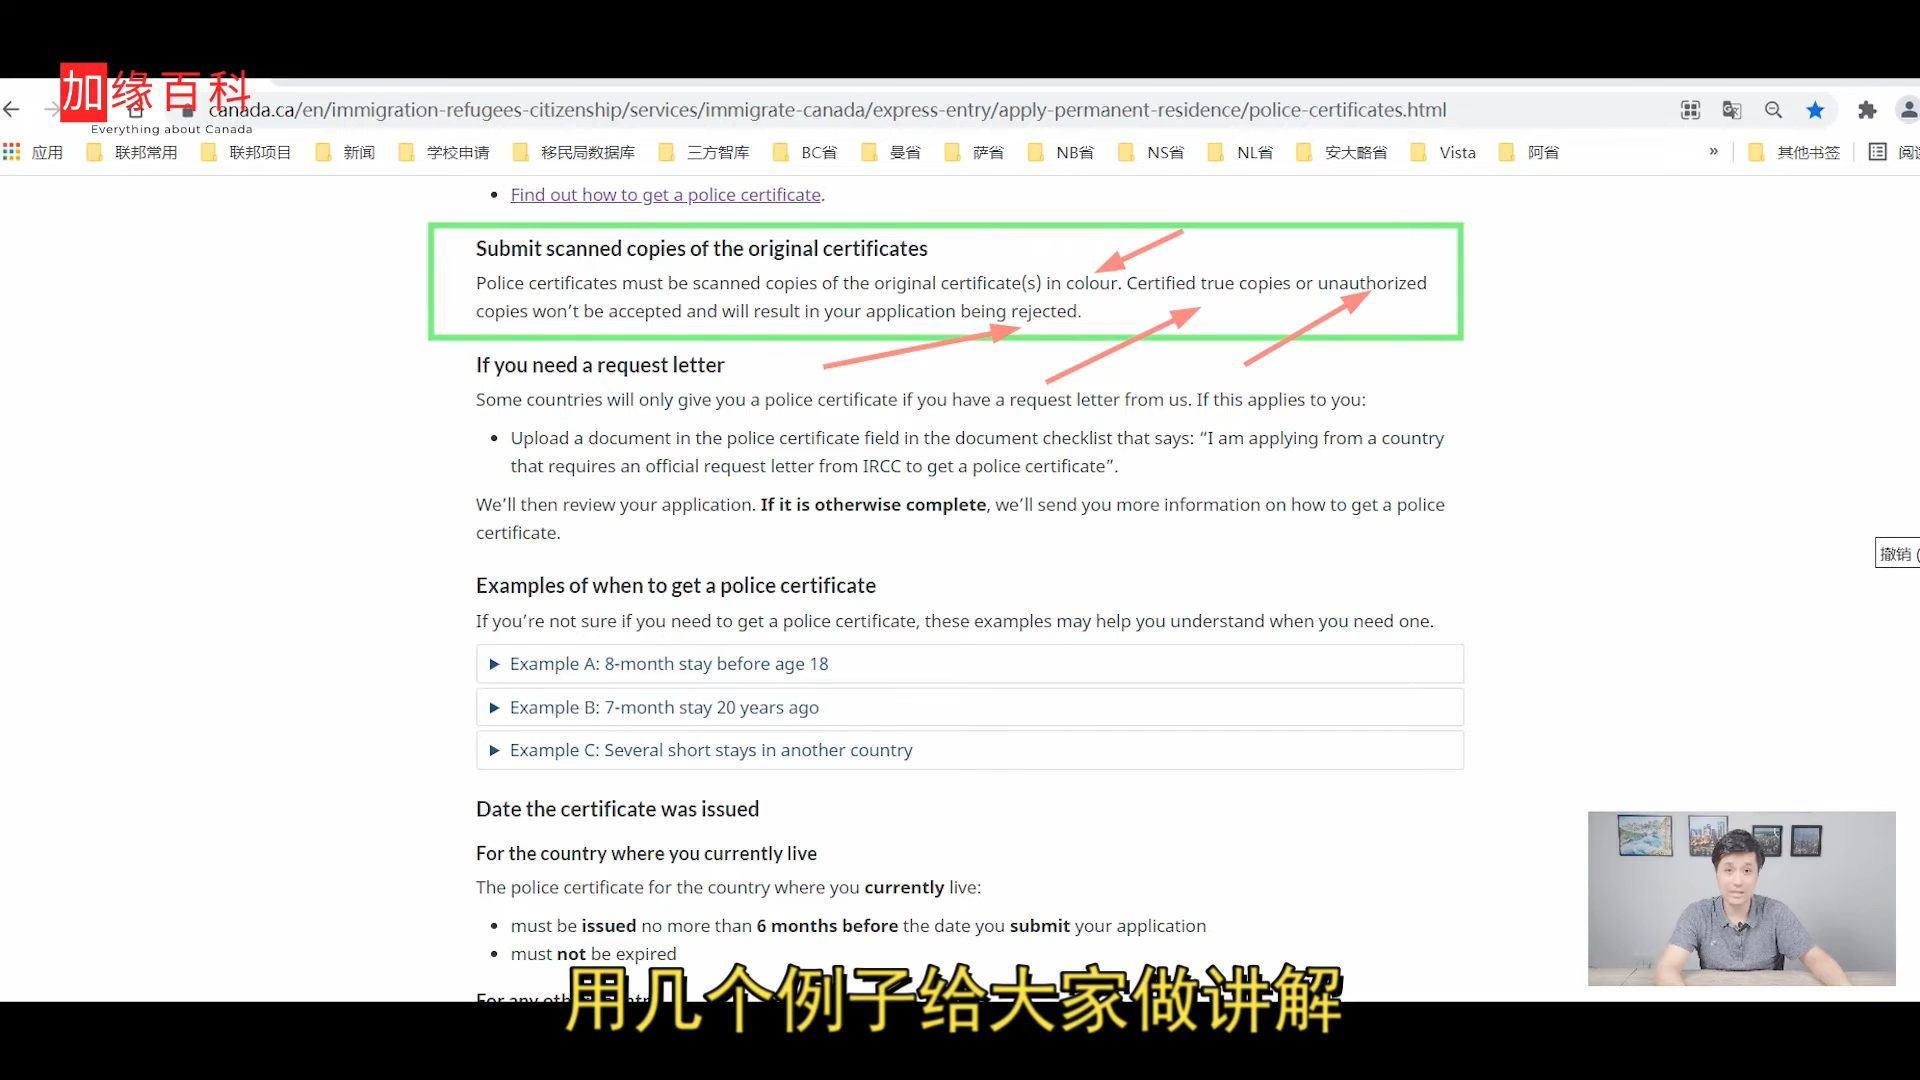 加缘百科
Everything about Canada
canada.ca/en/immigration-refugees-citizenship/services/immigrate-canada/express-entry/apply-permanent-residence/police-certificates.html
应用 联邦常用 联邦项目 新闻 学校申请 移民局数据库 三方智库 BC省 曼省 萨省 NB省 NS省 NL省 安大略省 Vista 阿省 » 其他书签
Find out how to get a police certificate.
Submit scanned copies of the original certificates
Police certificates must be scanned copies of the original certificate(s) in colour. Certified true copies or unauthorized
copies won’t be accepted and will result in your application being rejected.
If you need a request letter
Some countries will only give you a police certificate if you have a request letter from us. If this applies to you:
Upload a document in the police certificate field in the document checklist that says: “I am applying from a country
that requires an official request letter from IRCC to get a police certificate”.
We’ll then review your application. If it is otherwise complete, we’ll send you more information on how to get a police
certificate.
撤销 (
Examples of when to get a police certificate
If you’re not sure if you need to get a police certificate, these examples may help you understand when you need one.
Example A: 8-month stay before age 18
Example B: 7-month stay 20 years ago
Example C: Several short stays in another country
Date the certificate was issued
For the country where you currently live
The police certificate for the country where you currently live:
must be issued no more than 6 months before the date you submit your application
must not be expired
用几个例子给大家做讲解